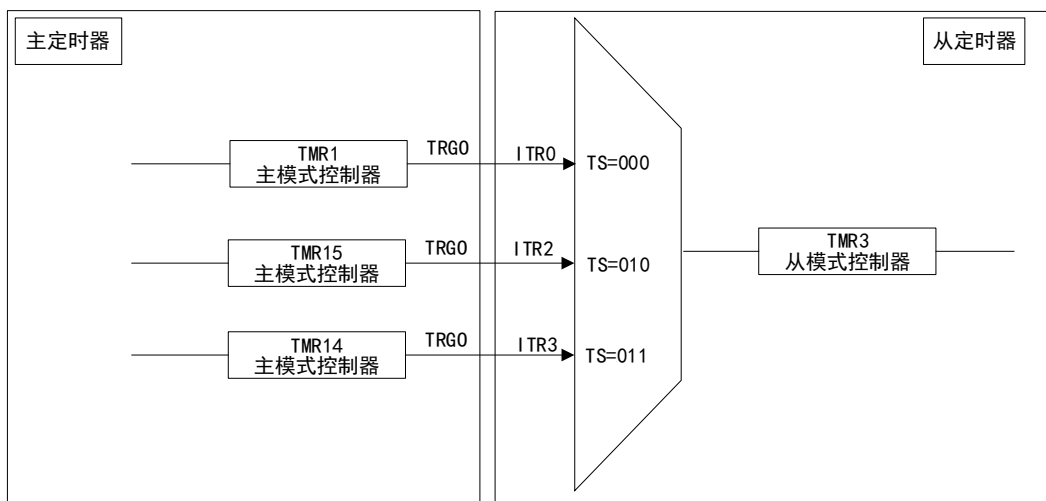 主定时器
从定时器
TMR1
主模式控制器
TRGO
ITR0
TS=000
TMR15
主模式控制器
TRGO
ITR2
TS=010
TMR3
从模式控制器
TMR14
主模式控制器
TRGO
ITR3
TS=011